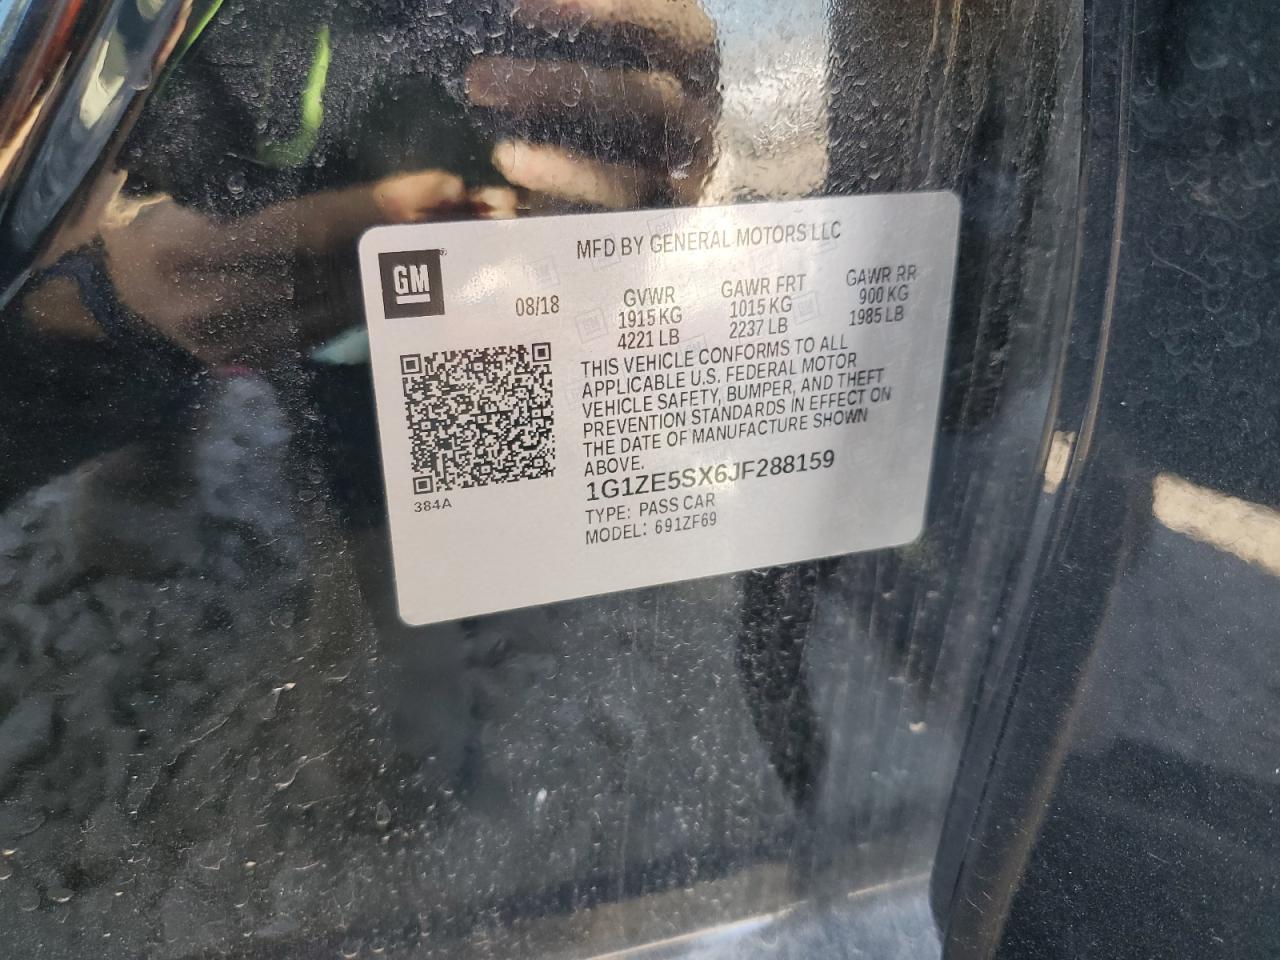 MFD BY GENERAL MOTORS LLC
GM
08/18
GVWR
1915 KG
4221 LB
GAWR FRT
1015 KG
2237 LB
GAWR RR
900 KG
1985 LB
THIS VEHICLE CONFORMS TO ALL
APPLICABLE U.S. FEDERAL MOTOR
VEHICLE SAFETY, BUMPER, AND THEFT
PREVENTION STANDARDS IN EFFECT ON
THE DATE OF MANUFACTURE SHOWN
ABOVE.
1G1ZE5SX6JF288159
TYPE: PASS CAR
MODEL: 691ZF69
384A